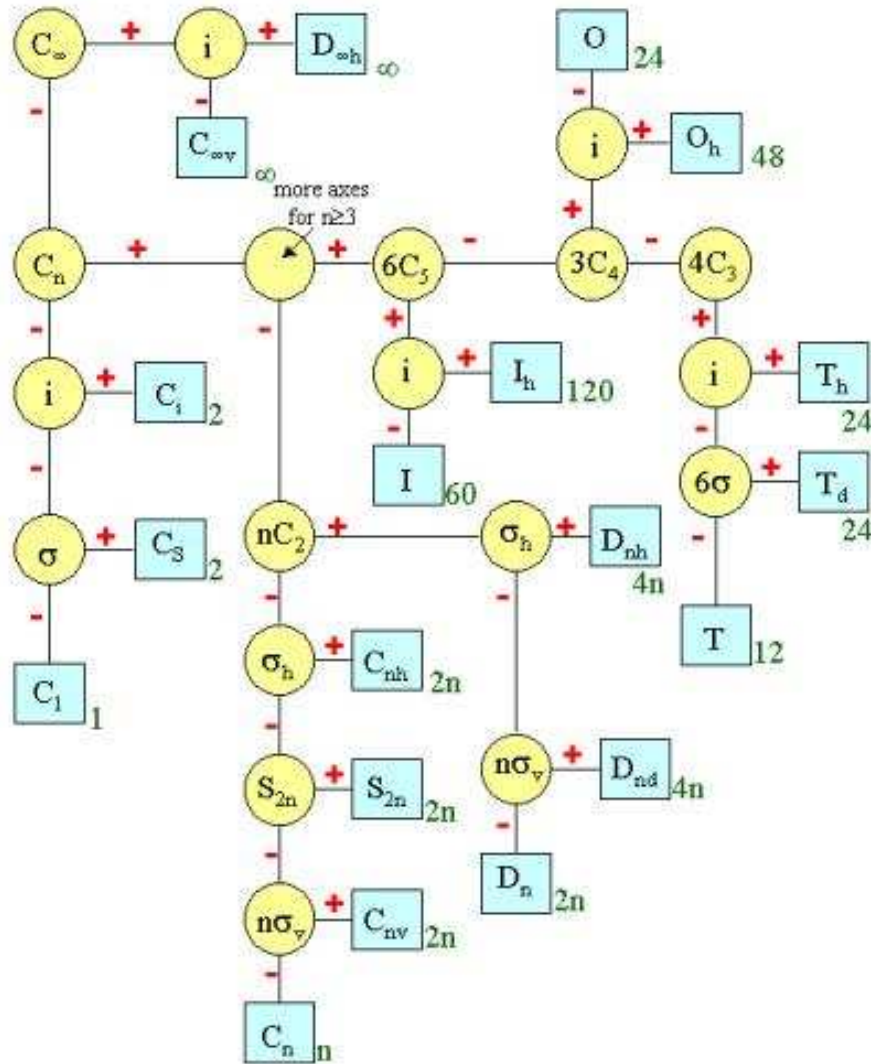 C∞ + i + D∞h ∞
- -
C∞v ∞
O 24
-
i + Oh 48
+
more axes
for n≥3
Cn + + 6C5 - 3C4 - 4C3
- - + +
i + Ci 2
i + Ih 120
i + Th 24
- - -
I 60
6σ + Td 24
-
T 12
σ + CS 2
-
C1 1
nC2 + σh + Dnh 4n
- -
σh + Cnh 2n
-
nσv + Dnd 4n
-
Dn 2n
S2n + S2n 2n
-
nσv + Cnv 2n
-
Cn n